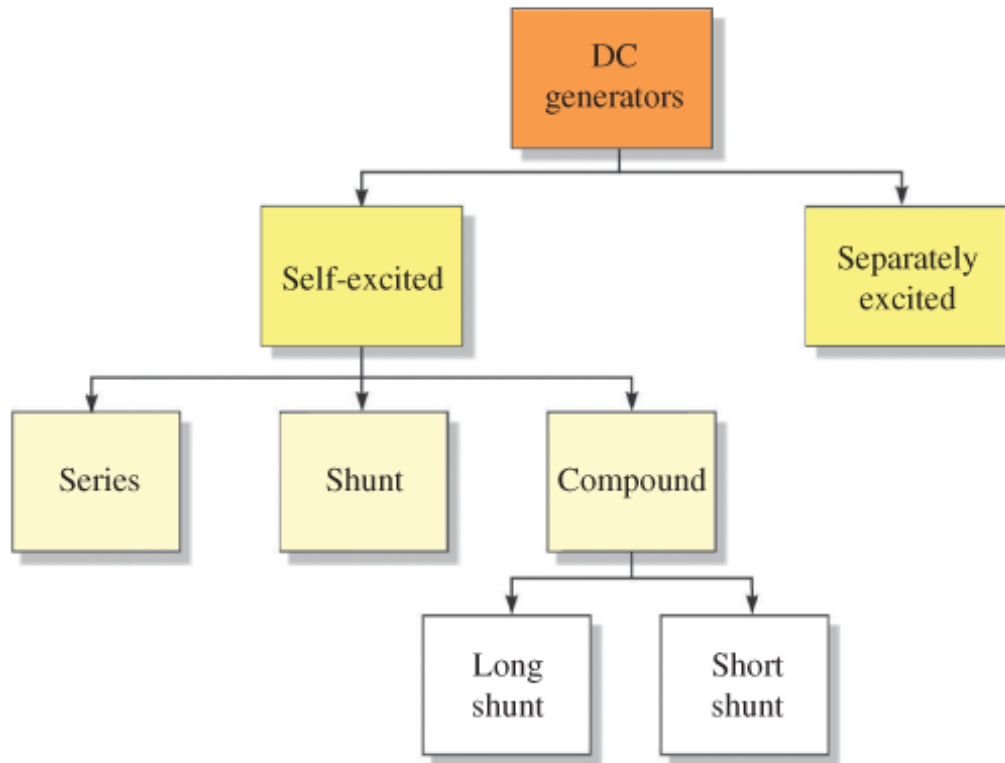 DC
generators
Self-excited
Separately
excited
Series
Shunt
Compound
Long
shunt
Short
shunt